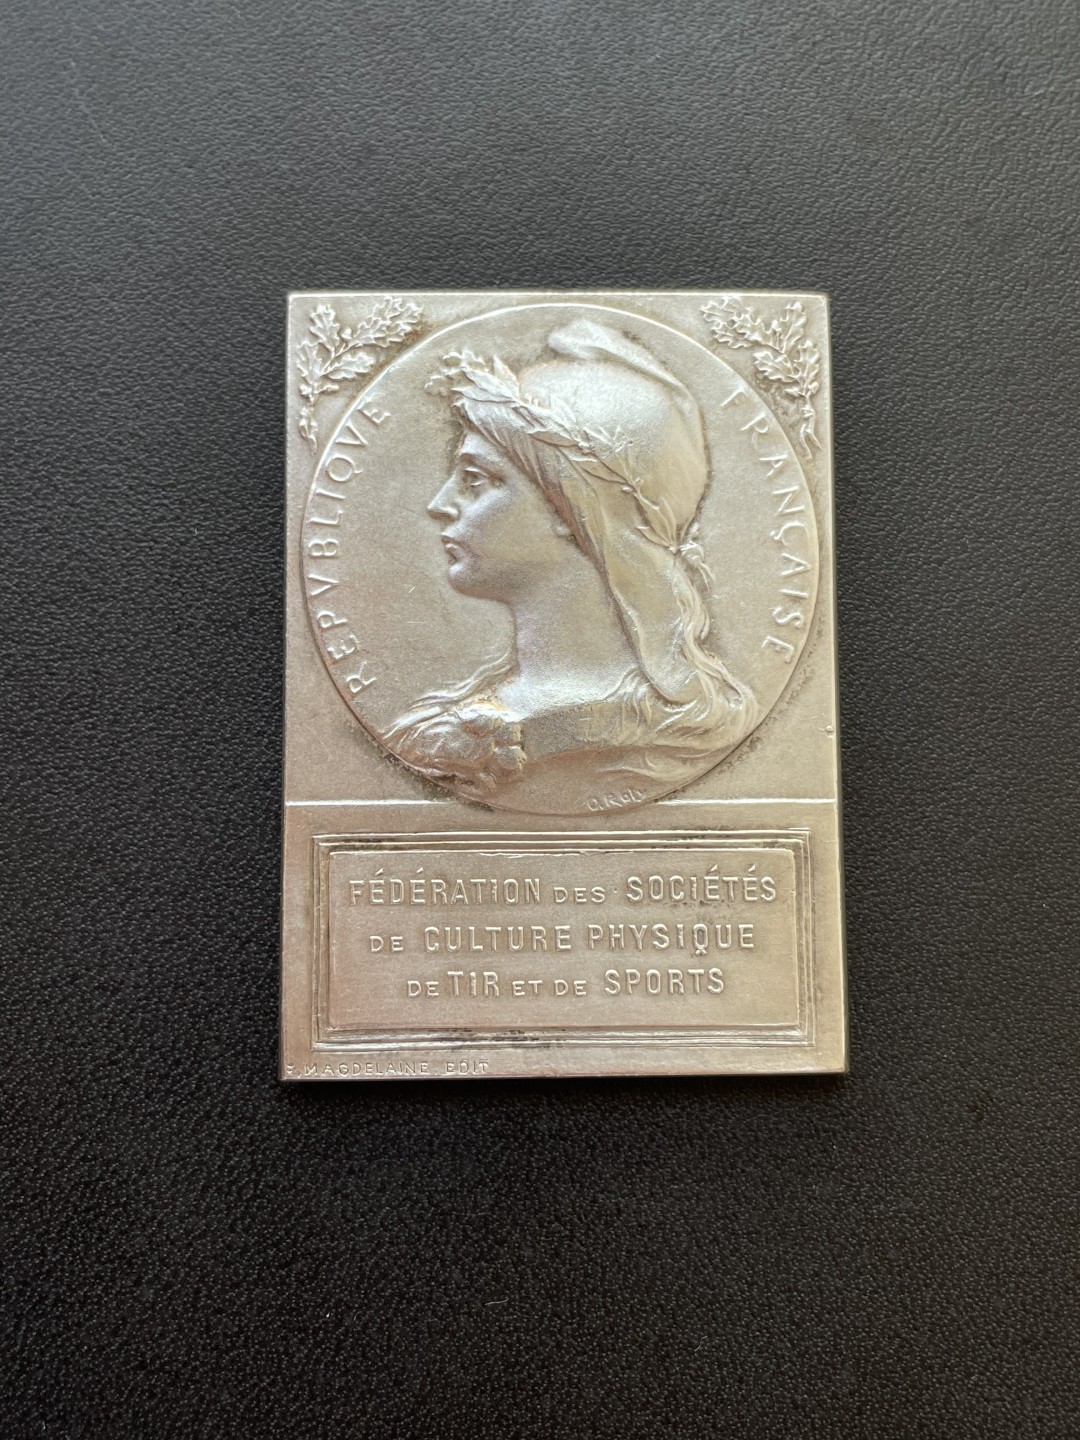 REPVBLIQVE FRANÇAISE
O. Roty
FÉDÉRATION DES SOCIÉTÉS
DE CULTURE PHYSIQUE
DE TIR ET DE SPORTS
J. MAGDELAINE. EDIT